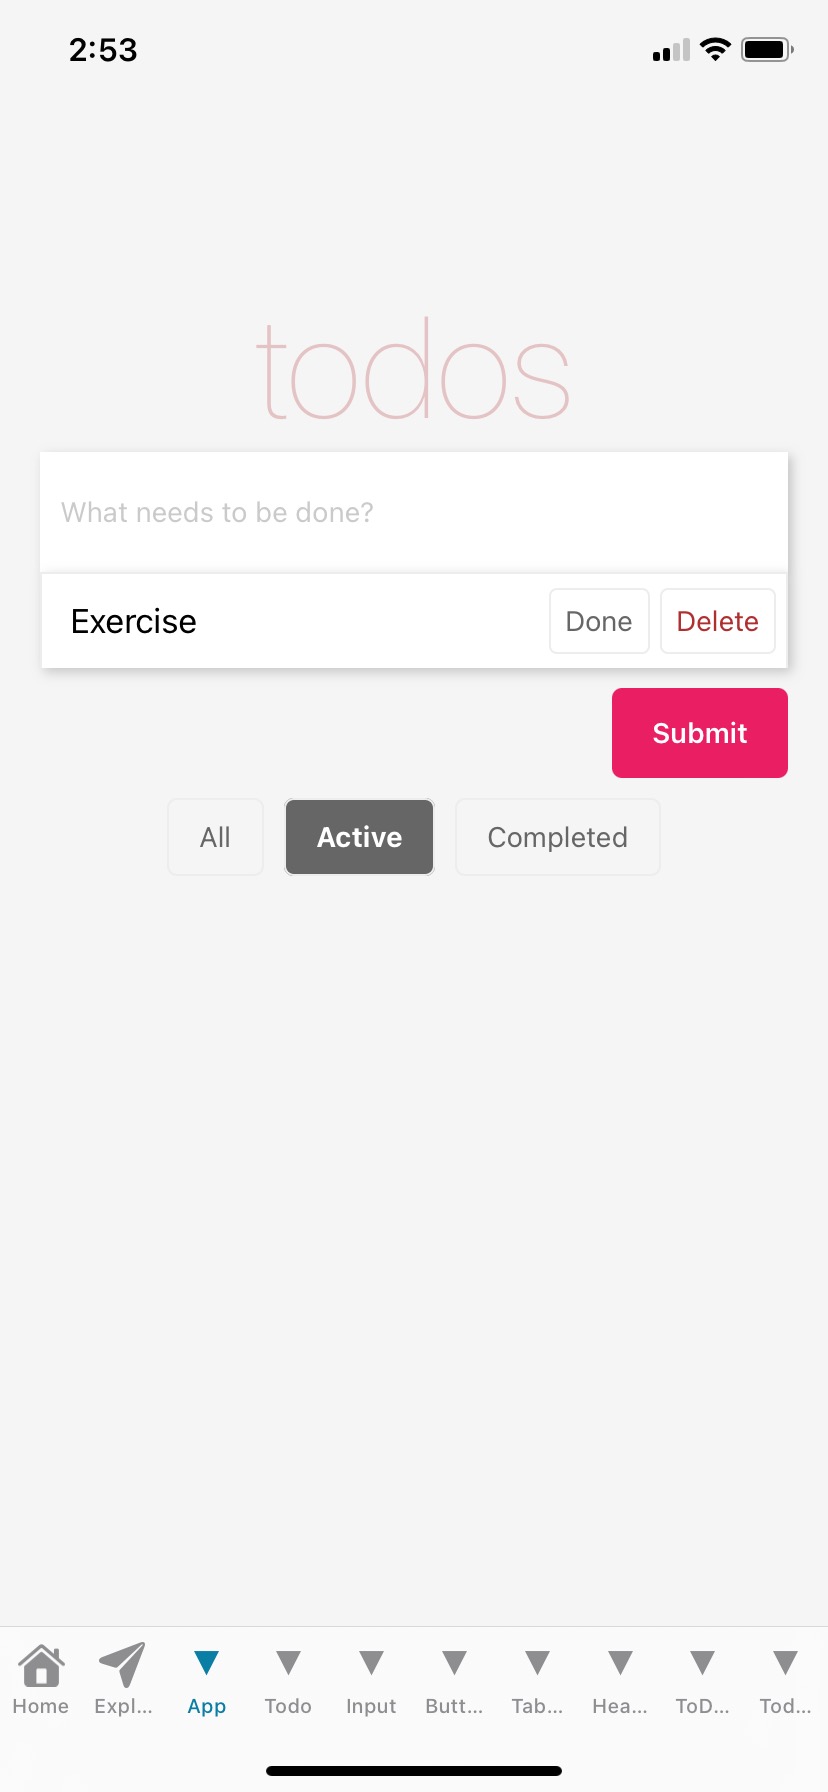 2:53
todos
What needs to be done?
Exercise Done Delete
Submit
All Active Completed
Home Expl... App Todo Input Butt... Tab... Hea... ToD... Tod...